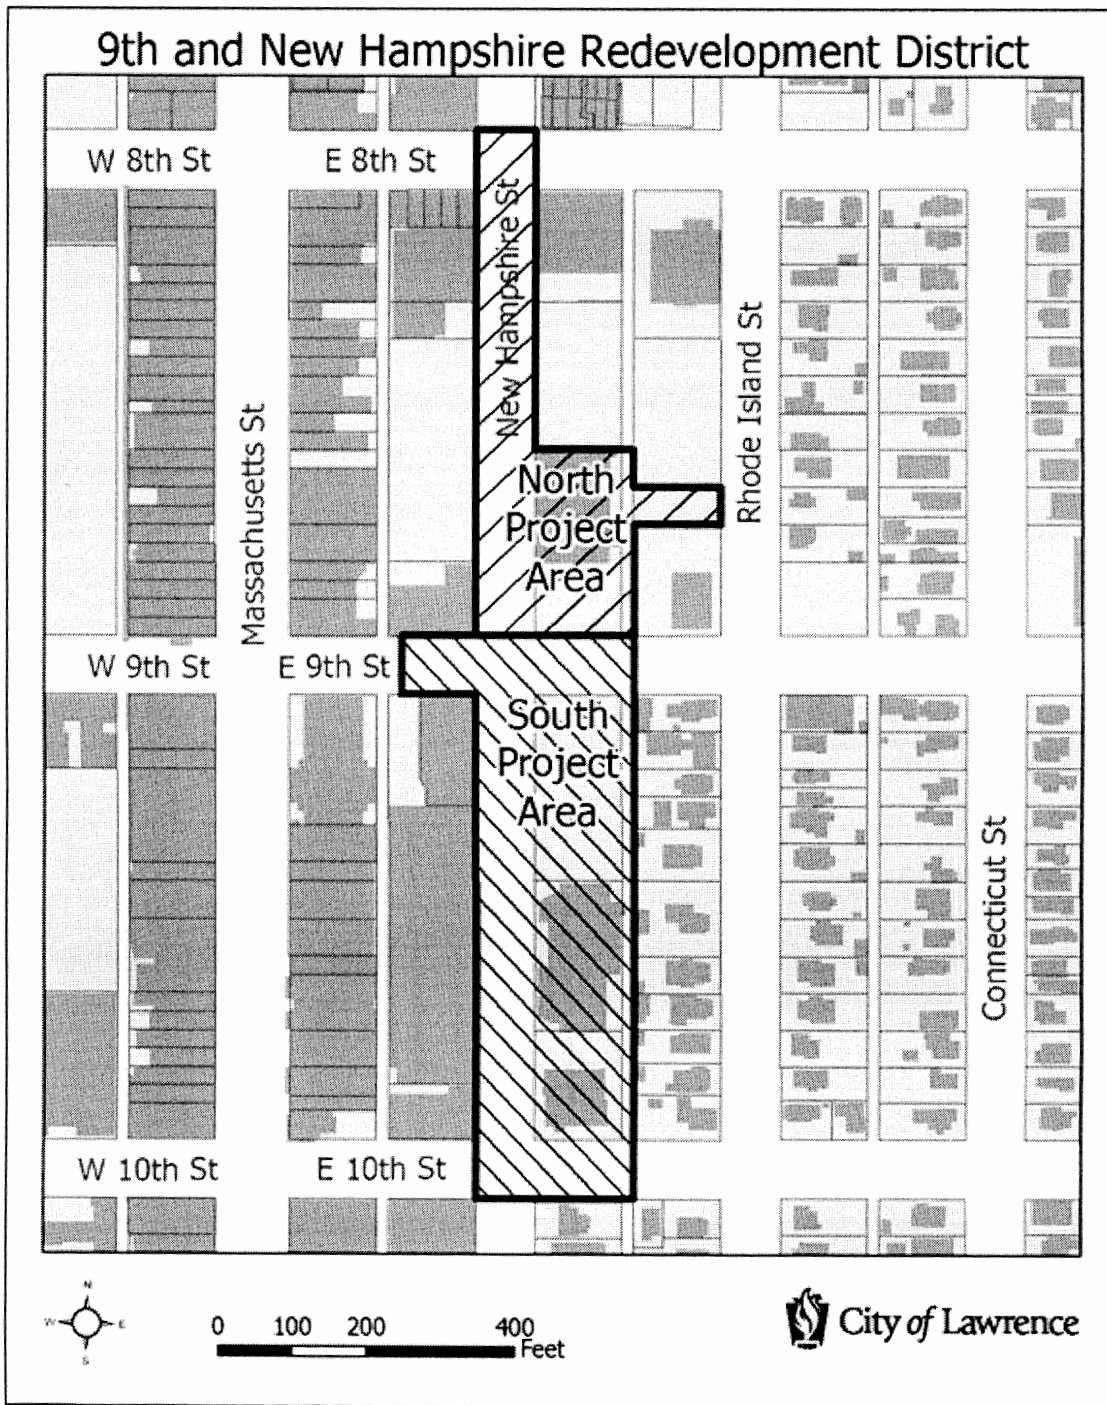 9th and New Hampshire Redevelopment District
W 8th St
E 8th St
New Hampshire St
Rhode Island St
Massachusetts St
North
Project
Area
W 9th St
E 9th St
South
Project
Area
Connecticut St
W 10th St
E 10th St
N
W
E
S
0 100 200 400
Feet
City of Lawrence